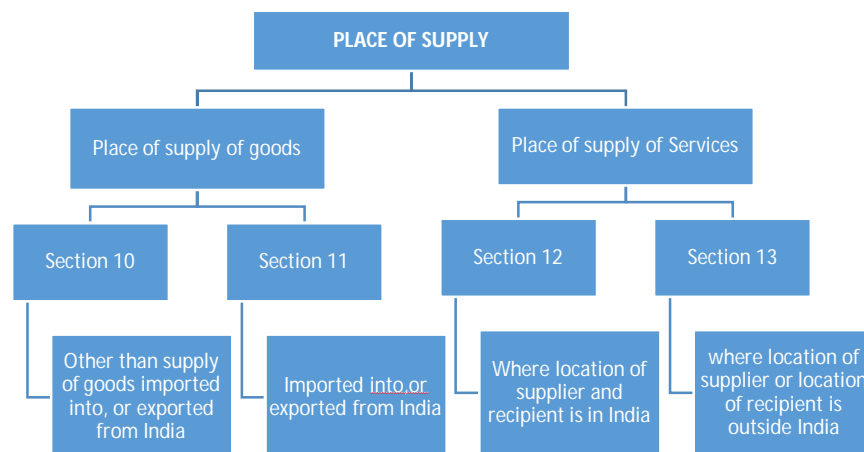 PLACE OF SUPPLY
Place of supply of goods
Place of supply of Services
Section 10
Section 11
Section 12
Section 13
Other than supply
of goods imported
into, or exported
from India
Imported into,or
exported from India
Where location of
supplier and
recipient is in India
where location of
supplier or location
of recipient is
outside India